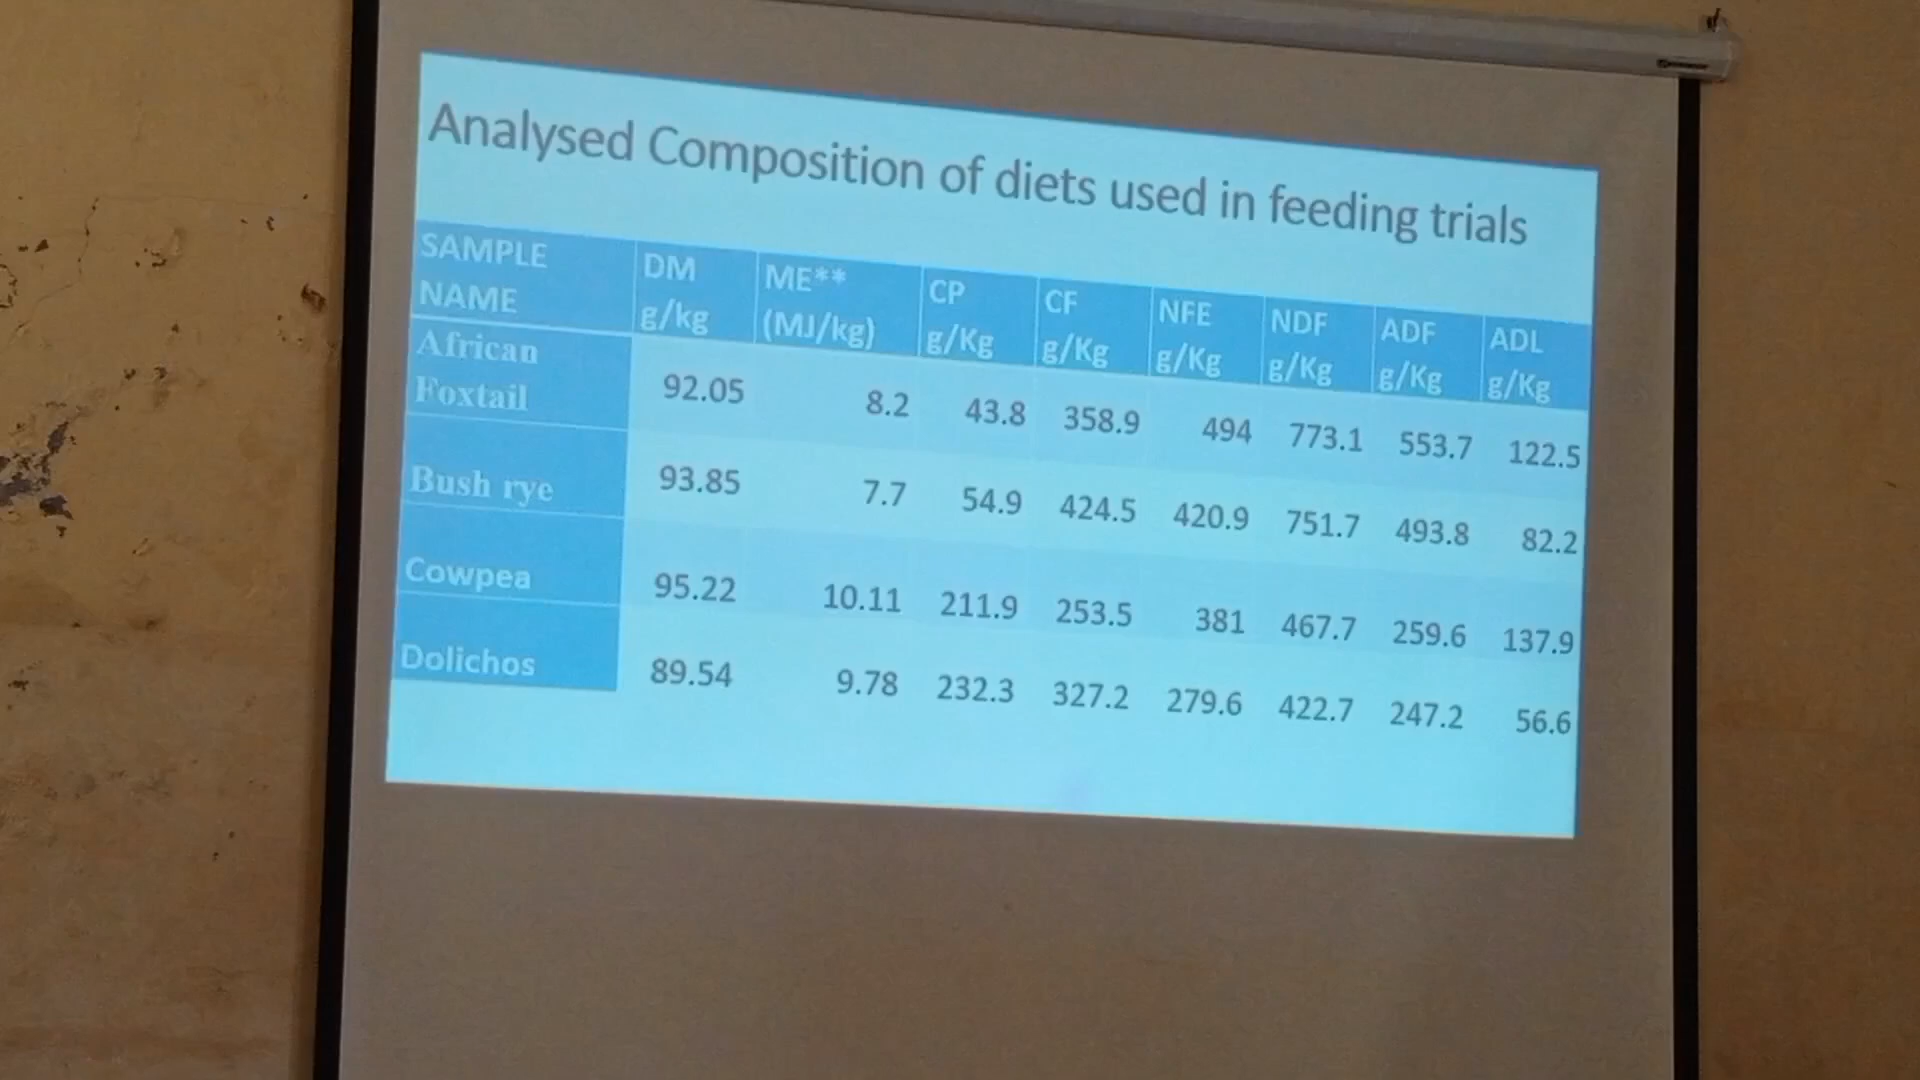 Analysed Composition of diets used in feeding trials
SAMPLE NAME DM g/kg ME** (MJ/kg) CP g/Kg CF g/Kg NFE g/Kg NDF g/Kg ADF g/Kg ADL g/Kg
African Foxtail 92.05 8.2 43.8 358.9 494 773.1 553.7 122.5
Bush rye 93.85 7.7 54.9 424.5 420.9 751.7 493.8 82.2
Cowpea 95.22 10.11 211.9 253.5 381 467.7 259.6 137.9
Dolichos 89.54 9.78 232.3 327.2 279.6 422.7 247.2 56.6